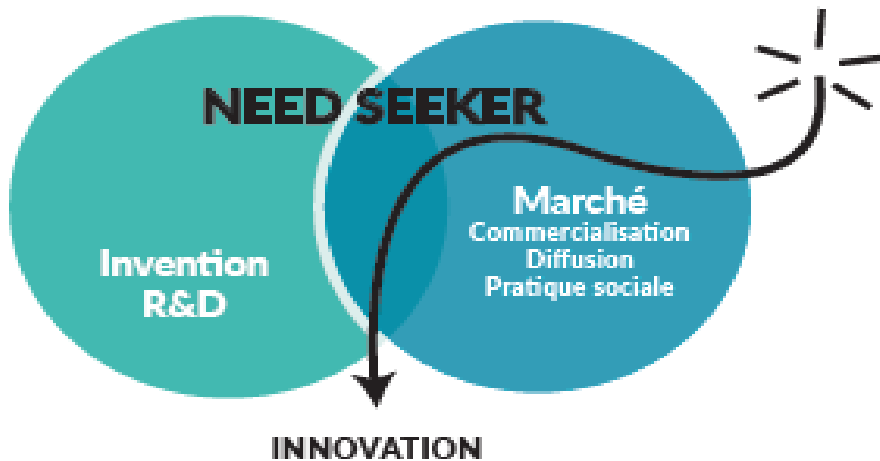 NEED SEEKER
Invention
R&D
Marché
Commercialisation
Diffusion
Pratique sociale
INNOVATION